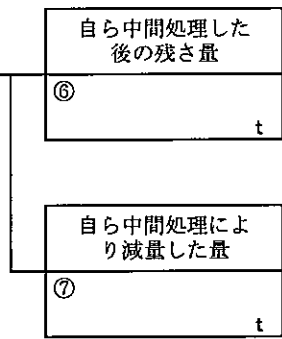 自ら中間処理した
後の残さ量
⑥
t
自ら中間処理によ
り減量した量
⑦
t